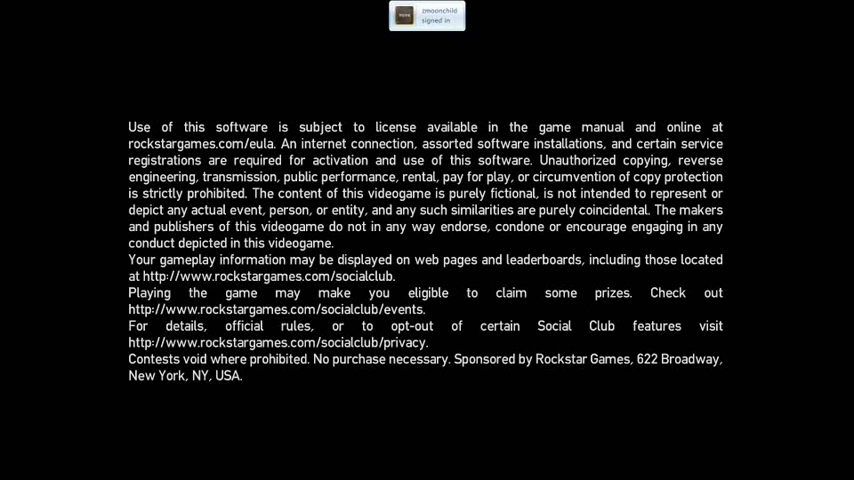 zmoonchild
signed in
Use of this software is subject to license available in the game manual and online at
rockstargames.com/eula. An internet connection, assorted software installations, and certain service
registrations are required for activation and use of this software. Unauthorized copying, reverse
engineering, transmission, public performance, rental, pay for play, or circumvention of copy protection
is strictly prohibited. The content of this videogame is purely fictional, is not intended to represent or
depict any actual event, person, or entity, and any such similarities are purely coincidental. The makers
and publishers of this videogame do not in any way endorse, condone or encourage engaging in any
conduct depicted in this videogame.
Your gameplay information may be displayed on web pages and leaderboards, including those located
at http://www.rockstargames.com/socialclub.
Playing the game may make you eligible to claim some prizes. Check out
http://www.rockstargames.com/socialclub/events.
For details, official rules, or to opt-out of certain Social Club features visit
http://www.rockstargames.com/socialclub/privacy.
Contests void where prohibited. No purchase necessary. Sponsored by Rockstar Games, 622 Broadway,
New York, NY, USA.